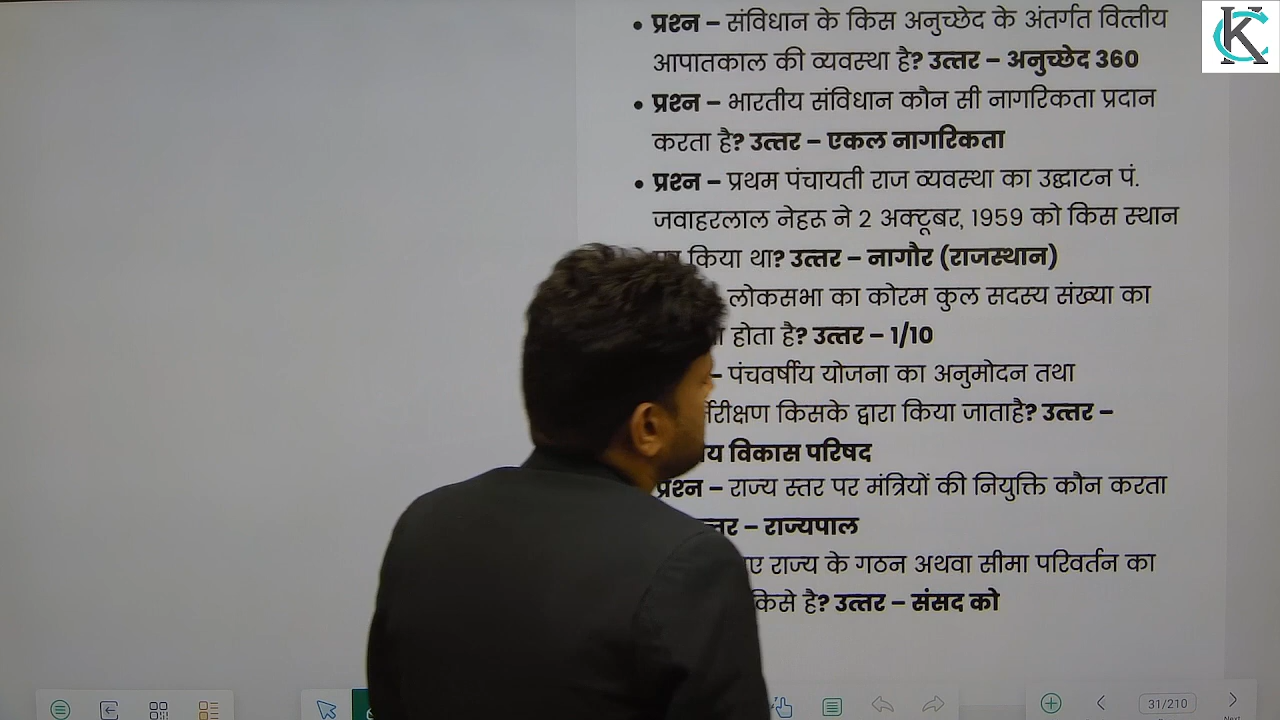 • प्रश्न – संविधान के किस अनुच्छेद के अंतर्गत वित्तीय
आपातकाल की व्यवस्था है? उत्तर – अनुच्छेद 360
• प्रश्न – भारतीय संविधान कौन सी नागरिकता प्रदान
करता है? उत्तर – एकल नागरिकता
• प्रश्न – प्रथम पंचायती राज व्यवस्था का उद्घाटन पं.
जवाहरलाल नेहरू ने 2 अक्टूबर, 1959 को किस स्थान
किया था? उत्तर – नागौर (राजस्थान)
लोकसभा का कोरम कुल सदस्य संख्या का
होता है? उत्तर – 1/10
– पंचवर्षीय योजना का अनुमोदन तथा
किसके द्वारा किया जाताहै? उत्तर –
विकास परिषद
प्रश्न – राज्य स्तर पर मंत्रियों की नियुक्ति कौन करता
– राज्यपाल
राज्य के गठन अथवा सीमा परिवर्तन का
किसे है? उत्तर – संसद को
KC
31/210
Next